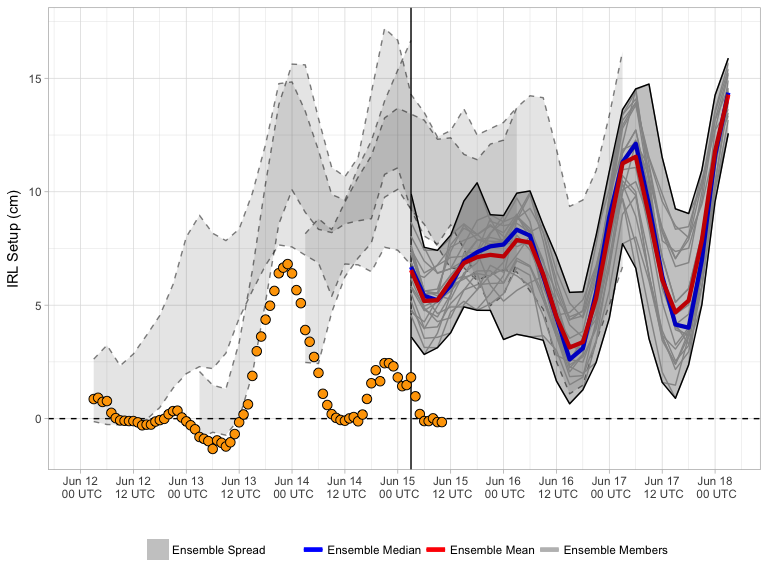 IRL Setup (cm)
15
10
5
0
Jun 12 Jun 12 Jun 13 Jun 13 Jun 14 Jun 14 Jun 15 Jun 15 Jun 16 Jun 16 Jun 17 Jun 17 Jun 18
00 UTC 12 UTC 00 UTC 12 UTC 00 UTC 12 UTC 00 UTC 12 UTC 00 UTC 12 UTC 00 UTC 12 UTC 00 UTC
Ensemble Spread Ensemble Median Ensemble Mean Ensemble Members